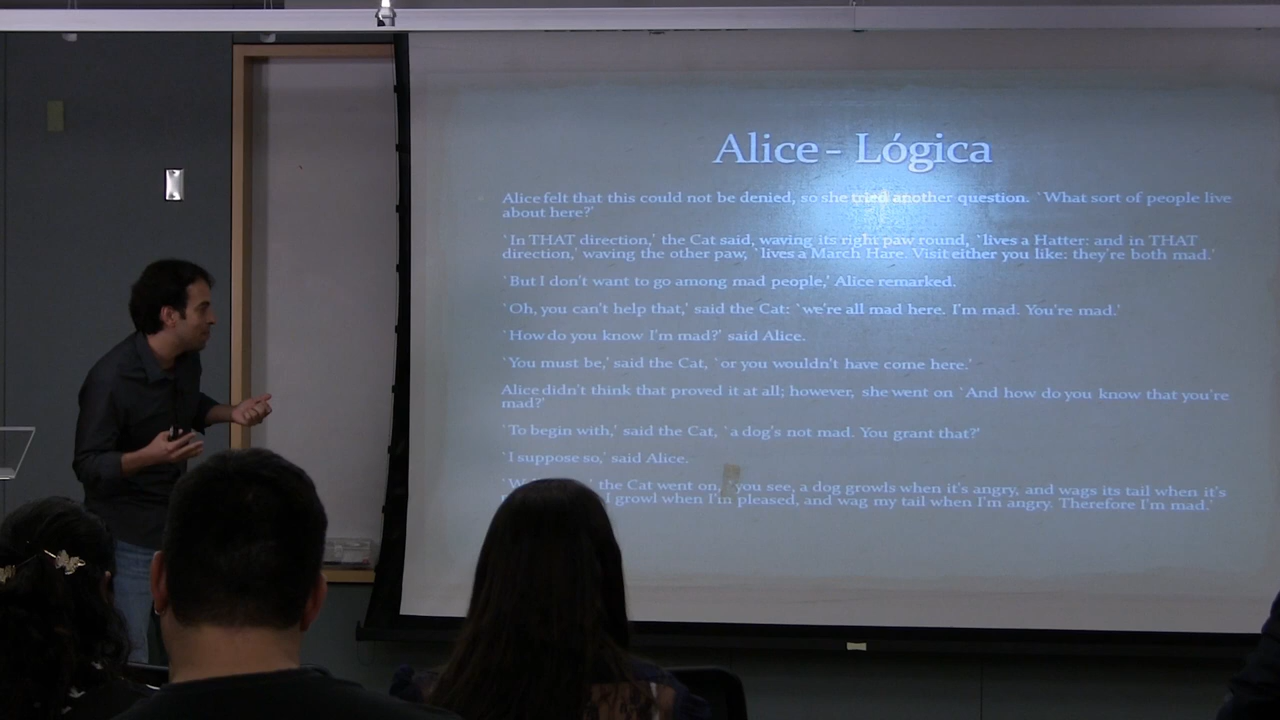 Alice - Lógica
Alice felt that this could not be denied, so she tried another question. `What sort of people live
about here?'
`In THAT direction,' the Cat said, waving its right paw round, `lives a Hatter: and in THAT
direction,' waving the other paw, `lives a March Hare. Visit either you like: they're both mad.'
`But I don't want to go among mad people,' Alice remarked.
`Oh, you can't help that,' said the Cat: `we're all mad here. I'm mad. You're mad.'
`How do you know I'm mad?' said Alice.
`You must be,' said the Cat, `or you wouldn't have come here.'
Alice didn't think that proved it at all; however, she went on `And how do you know that you're
mad?'
`To begin with,' said the Cat, `a dog's not mad. You grant that?'
`I suppose so,' said Alice.
the Cat went on, `you see, a dog growls when it's angry, and wags its tail when it's
I growl when I'm pleased, and wag my tail when I'm angry. Therefore I'm mad.'